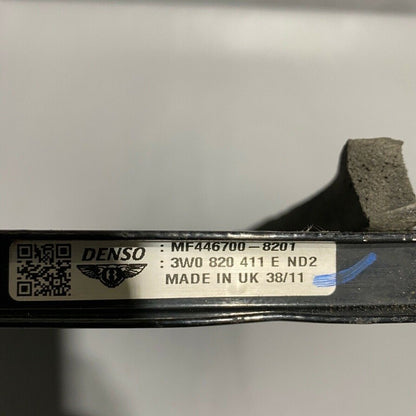 DENSO
: MF446700-8201
: 3W0 820 411 E ND2
MADE IN UK 38/11